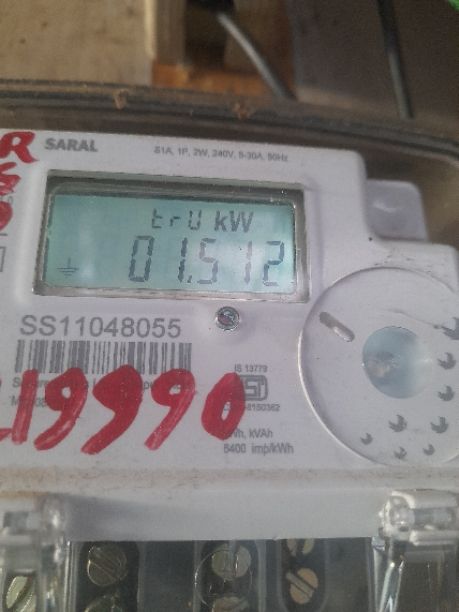 SARAL S1A, 1P, 2W, 240V, 5-30A, 50Hz
R
trU kW
01.512
SS11048055
IS 13779
kWh, kVAh
6400 imp/kWh
19990